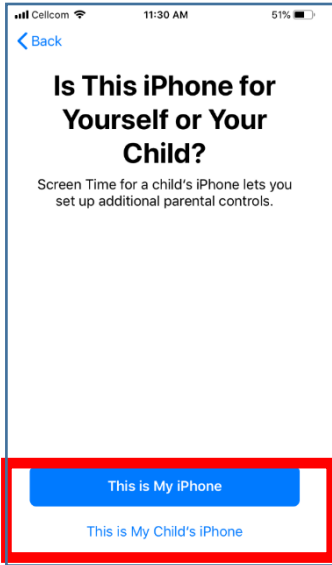 Cellcom 11:30 AM 51%
Back
Is This iPhone for
Yourself or Your
Child?
Screen Time for a child's iPhone lets you
set up additional parental controls.
This is My iPhone
This is My Child's iPhone